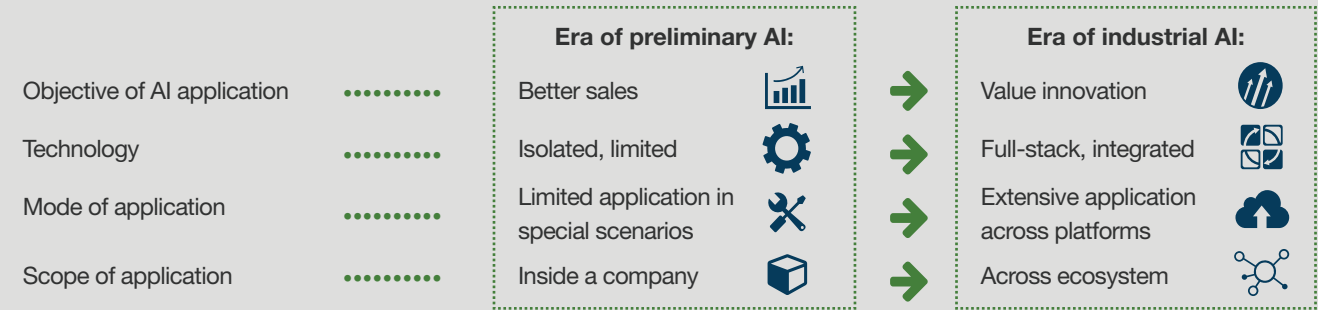 Era of preliminary AI:
Era of industrial AI:
Objective of AI application
Better sales
Value innovation
Technology
Isolated, limited
Full-stack, integrated
Mode of application
Limited application in
special scenarios
Extensive application
across platforms
Scope of application
Inside a company
Across ecosystem